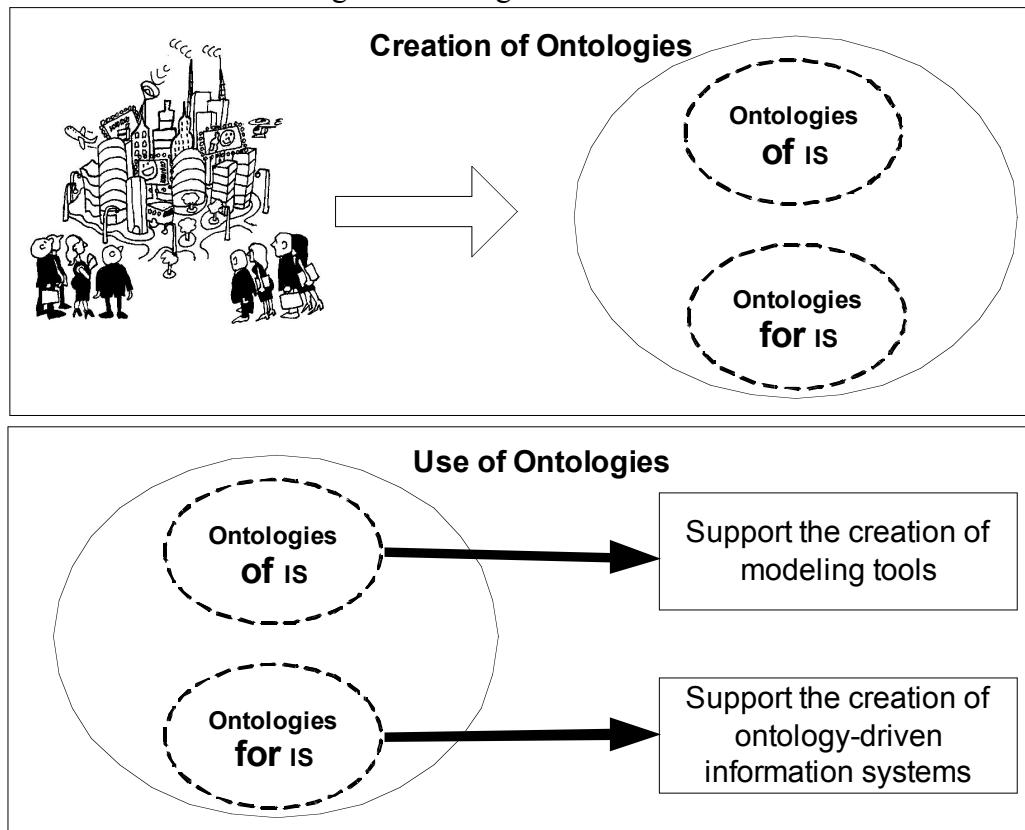 Creation of Ontologies
Ontologies
of IS
Ontologies
for IS
Use of Ontologies
Ontologies
of IS
Support the creation of
modeling tools
Ontologies
for IS
Support the creation of
ontology-driven
information systems